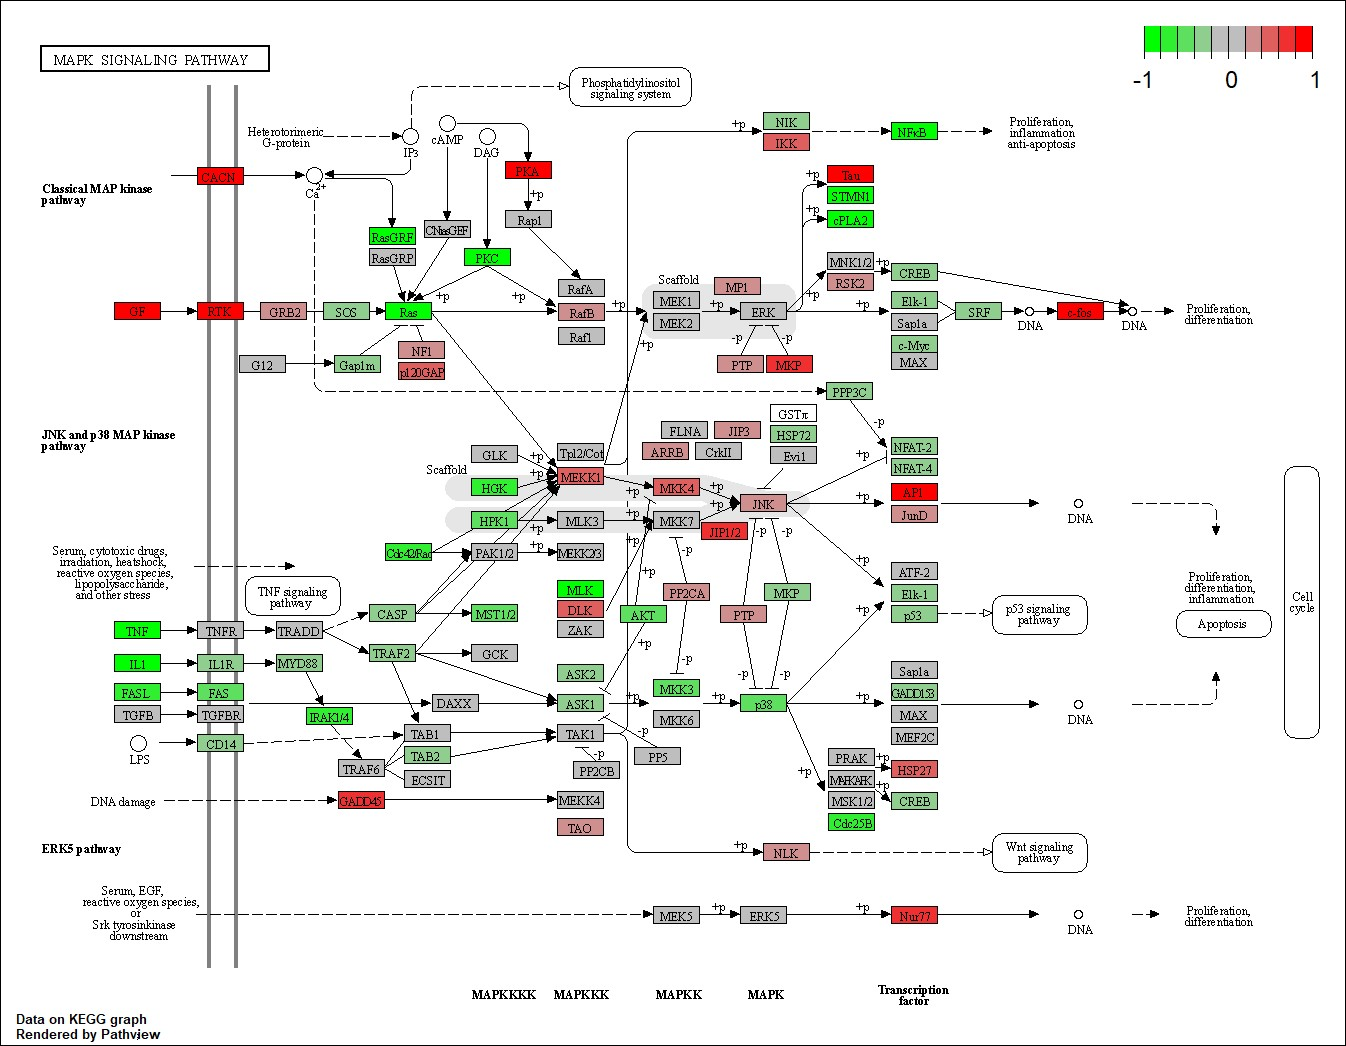 MAPK SIGNALING PATHWAY
-1 0 1
Phosphatidylinositol
signaling system
Heterotorimeric
G-protein
IP3
cAMP
DAG
+p
NIK
IKK
NFκB
Proliferation,
inflammation
anti-apoptosis
Classical MAP kinase
pathway
CACN
Ca2+
PKA
+p
Rap1
RasGRF
RasGRP
PKC
+p
Tau
STMN1
+p
cPLA2
Scaffold
MNK1/2
RSK2
+p
CREB
GF
RTK
GRB2
SOS
Ras
+p
+p
RafA
RafB
Raf1
+p
MEK1
MEK2
+p
MP1
ERK
+p
+p
Elk-1
Sap1a
c-Myc
MAX
SRF
DNA
c-fos
DNA
Proliferation,
differentiation
G12
Gap1m
NF1
p120GAP
+p
-p
-p
PTP
MKP
PPP3C
-p
JNK and p38 MAP kinase
pathway
GSTπ
HSP72
Evi1
FLNA
JIP3
ARRB
CrkII
NFAT-2
NFAT-4
+p
Scaffold
GLK
HGK
HPK1
+p
+p
+p
Tpl2/Cot
MEKK1
MLK3
+p
+p
MKK4
MKK7
+p
JIP1/2
JNK
+p
AP1
JunD
DNA
Cell
cycle
Serum, cytotoxic drugs,
irradiation, heatshock,
reactive oxygen species,
lipopolysaccharide,
and other stress
TNF signaling
pathway
Cdc42/Rac
PAK1/2
+p
MEKK2/3
+p
-p
-p
-p
+p
ATF-2
Elk-1
p53
p53 signaling
pathway
Proliferation,
differentiation,
inflammation
Apoptosis
CASP
MST1/2
MLK
DLK
ZAK
+p
AKT
PP2CA
PTP
MKP
+p
TNF
TNFR
TRADD
TRAF2
GCK
IL1
IL1R
MYD88
ASK2
-p
-p
-p
FASL
FAS
DAXX
ASK1
+p
MKK3
MKK6
+p
p38
+p
Sap1a
GADD153
MAX
MEF2C
DNA
TGFB
TGFBR
IRAK1/4
TAB1
TAK1
LPS
CD14
TRAF6
TAB2
ECSIT
-p
PP2CB
-p
PP5
+p
PRAK
MSK1/2
Cdc25B
+p
+p
HSP27
CREB
DNA damage
GADD45
MEKK4
TAO
ERK5 pathway
+p
NLK
Wnt signaling
pathway
Serum, EGF,
reactive oxygen species,
or
Srk tyrosinkinase
downstream
MEK5
+p
ERK5
+p
Nur77
DNA
Proliferation,
differentiation
MAPKKKK
MAPKKK
MAPKK
MAPK
Transcription
factor
Data on KEGG graph
Rendered by Pathview